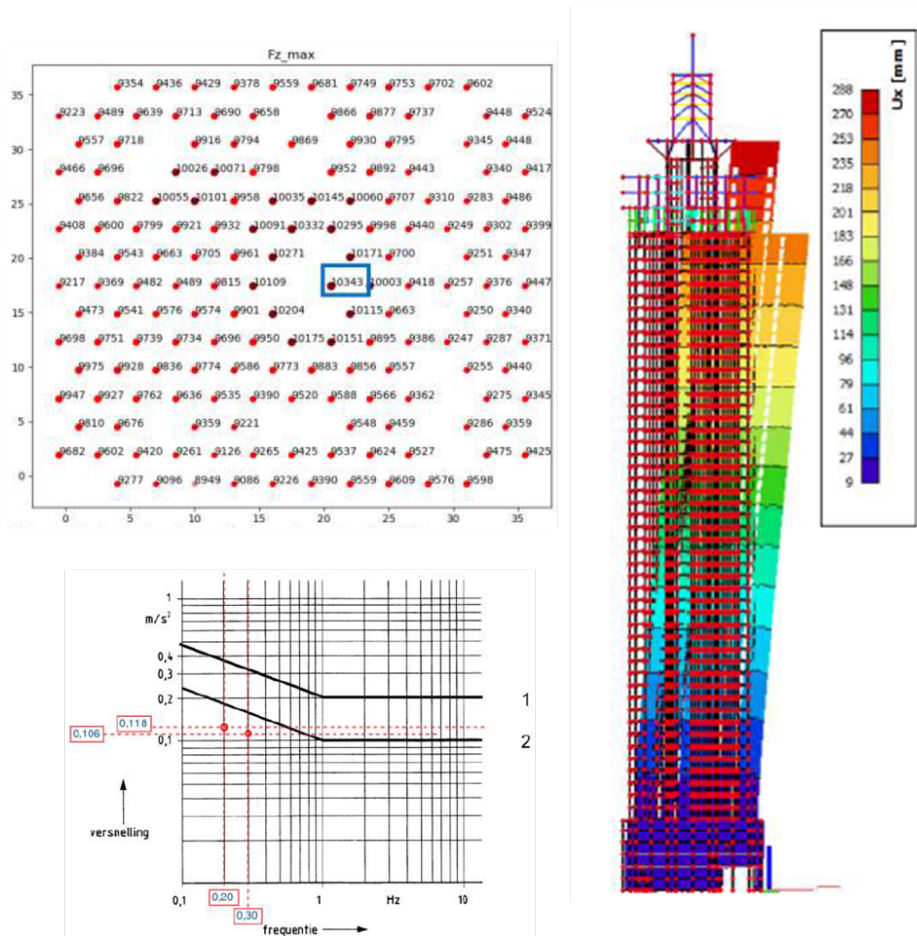 Fz_max
35
9354 9436 9429 9378 9559 9681 9749 9753 9702 9602
9223 9489 9639 9713 9690 9658 9866 9877 9737 9448 9524
9557 9718 9916 9794 9869 9930 9795 9345 9448
30
9466 9696 10026 10071 9798 9952 9892 9443 9340 9417
9656 9822 10055 10101 9958 10035 10145 10060 9707 9310 9283 9486
25
9408 9600 9799 9921 9932 10091 10332 10295 9998 9440 9249 9302 9399
9384 9543 9663 9705 9961 10271 10171 9700 9251 9347
20
9217 9369 9482 9489 9815 10109 10343 10003 9418 9257 9376 9447
9473 9541 9576 9574 9901 10204 10115 9663 9250 9340
15
9698 9751 9739 9734 9696 9950 10175 10151 9895 9386 9247 9287 9371
9975 9928 9836 9774 9586 9773 9883 9856 9557 9255 9440
10
9947 9927 9762 9636 9535 9390 9520 9588 9566 9362 9275 9345
9810 9676 9359 9221 9548 9459 9286 9359
5
9682 9602 9420 9261 9126 9265 9425 9537 9624 9527 9475 9425
0
9277 9096 8949 9086 9226 9390 9559 9609 9576 9598
0 5 10 15 20 25 30 35
1
m/s²
0,4
0,3
0,2
0,1
0,118
0,106
1
2
versnelling
0,1 1 Hz 10
0,20
0,30
frequentie
Ux [mm]
288
270
253
235
218
201
183
166
148
131
114
96
79
61
44
27
9